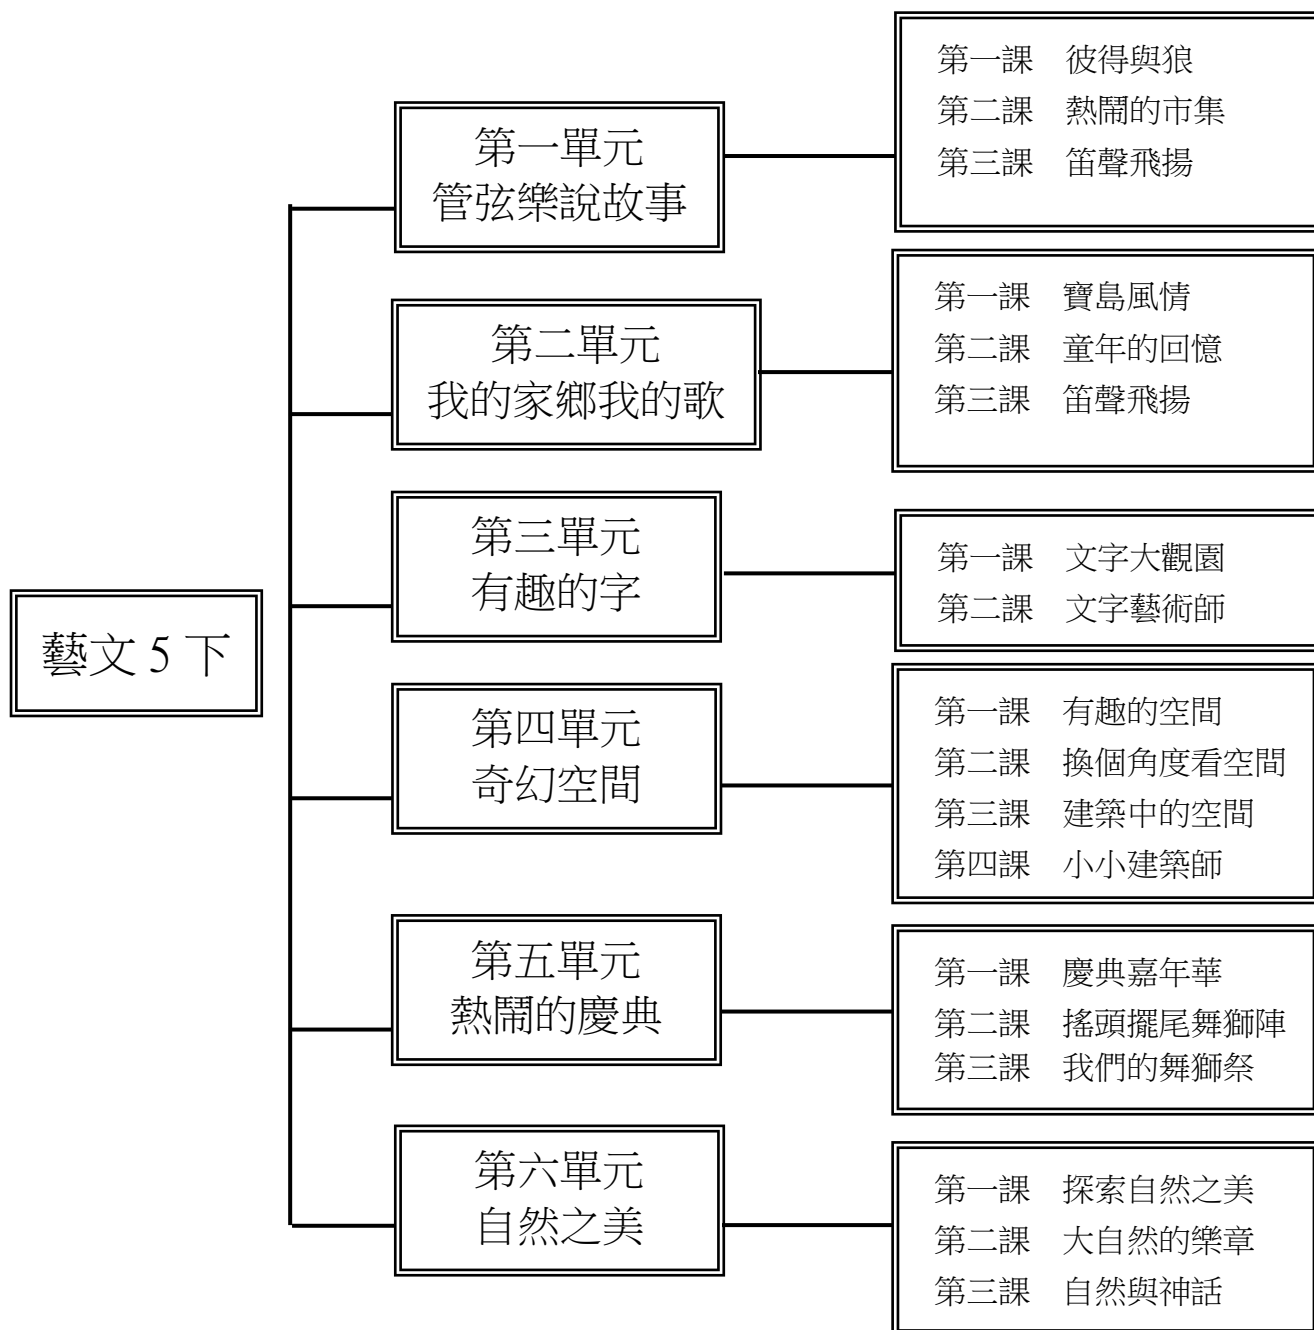 藝文 5 下
第一單元
管弦樂說故事
第一課 彼得與狼
第二課 熱鬧的市集
第三課 笛聲飛揚
第二單元
我的家鄉我的歌
第一課 寶島風情
第二課 童年的回憶
第三課 笛聲飛揚
第三單元
有趣的字
第一課 文字大觀園
第二課 文字藝術師
第四單元
奇幻空間
第一課 有趣的空間
第二課 換個角度看空間
第三課 建築中的空間
第四課 小小建築師
第五單元
熱鬧的慶典
第一課 慶典嘉年華
第二課 搖頭擺尾舞獅陣
第三課 我們的舞獅祭
第六單元
自然之美
第一課 探索自然之美
第二課 大自然的樂章
第三課 自然與神話